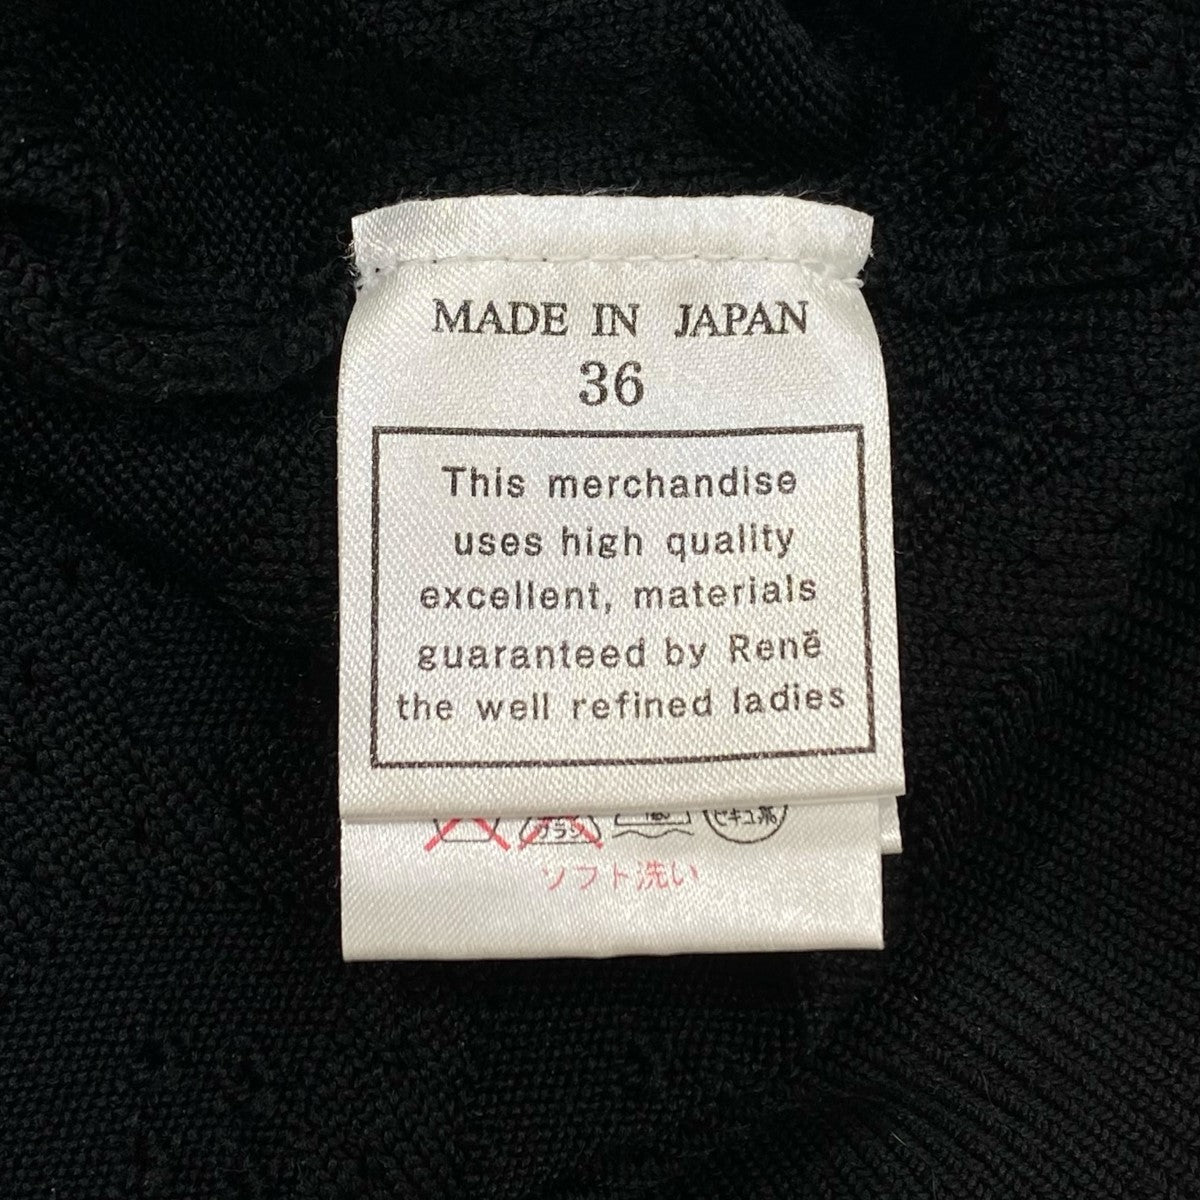 MADE IN JAPAN
36
This merchandise
uses high quality
excellent, materials
guaranteed by Renĕ
the well refined ladies
ソフト洗い